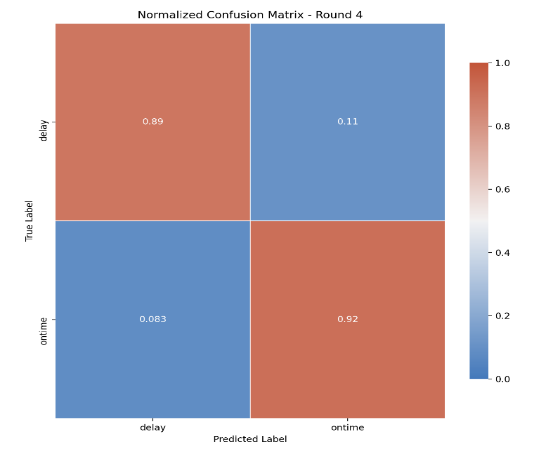 Normalized Confusion Matrix - Round 4
1.0
0.89
0.11
delay
0.8
0.6
True Label
0.4
0.083
0.92
ontime
0.2
0.0
delay
ontime
Predicted Label